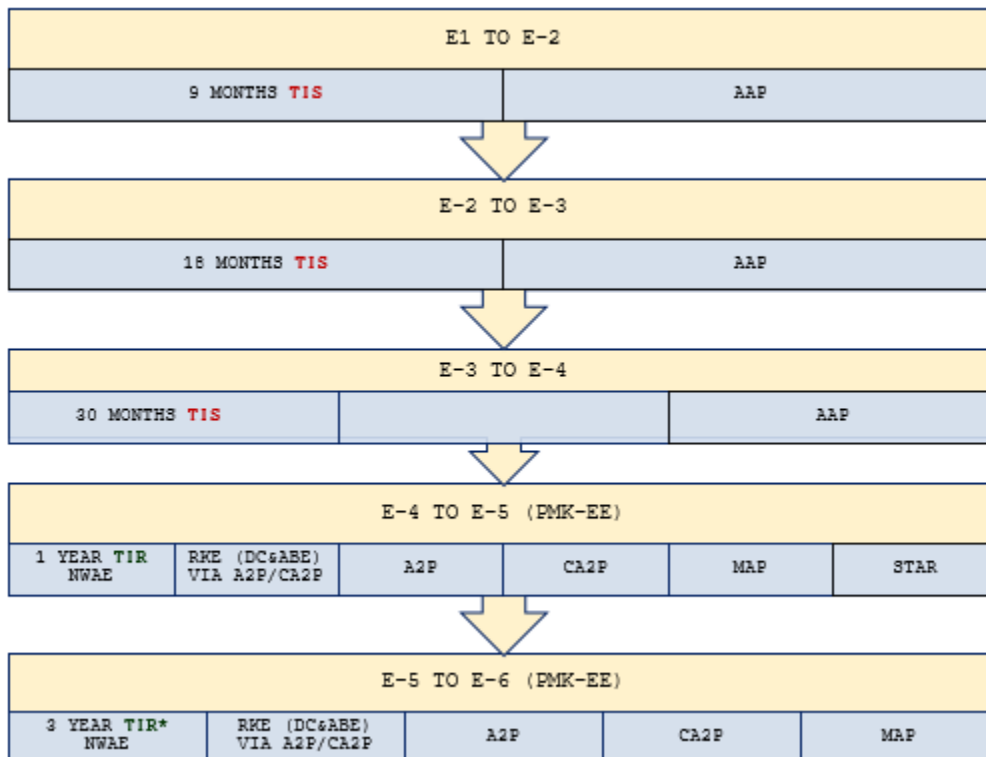 E1 TO E-2
9 MONTHS TIS
AAP
E-2 TO E-3
18 MONTHS TIS
AAP
E-3 TO E-4
30 MONTHS TIS
AAP
E-4 TO E-5 (PMK-EE)
1 YEAR TIR
NWAE
RKE (DC&ABE)
VIA A2P/CA2P
A2P
CA2P
MAP
STAR
E-5 TO E-6 (PMK-EE)
3 YEAR TIR*
NWAE
RKE (DC&ABE)
VIA A2P/CA2P
A2P
CA2P
MAP